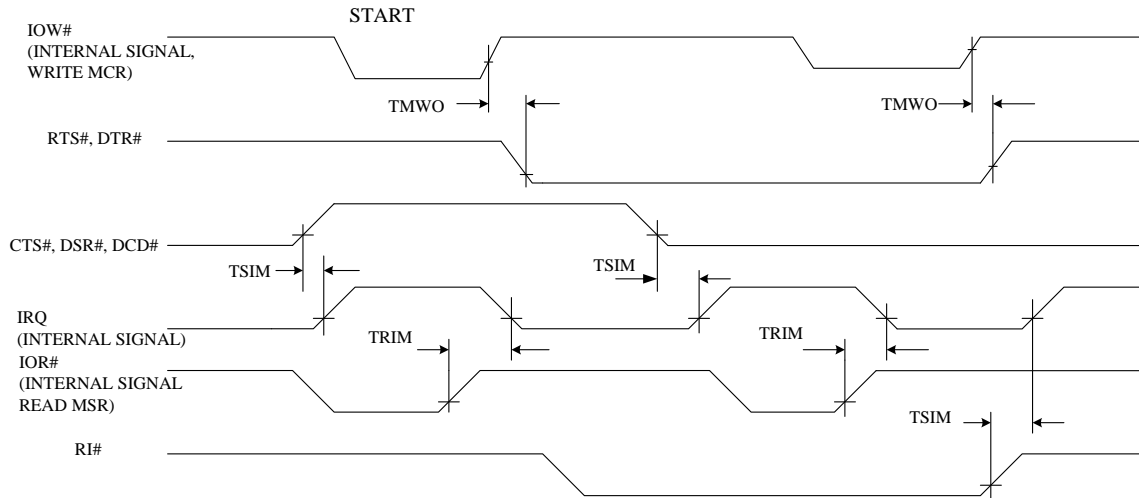 START
IOW#
(INTERNAL SIGNAL,
WRITE MCR)
TMWO
TMWO
RTS#, DTR#
CTS#, DSR#, DCD#
TSIM
TSIM
IRQ
(INTERNAL SIGNAL)
TRIM
TRIM
IOR#
(INTERNAL SIGNAL
READ MSR)
TSIM
RI#